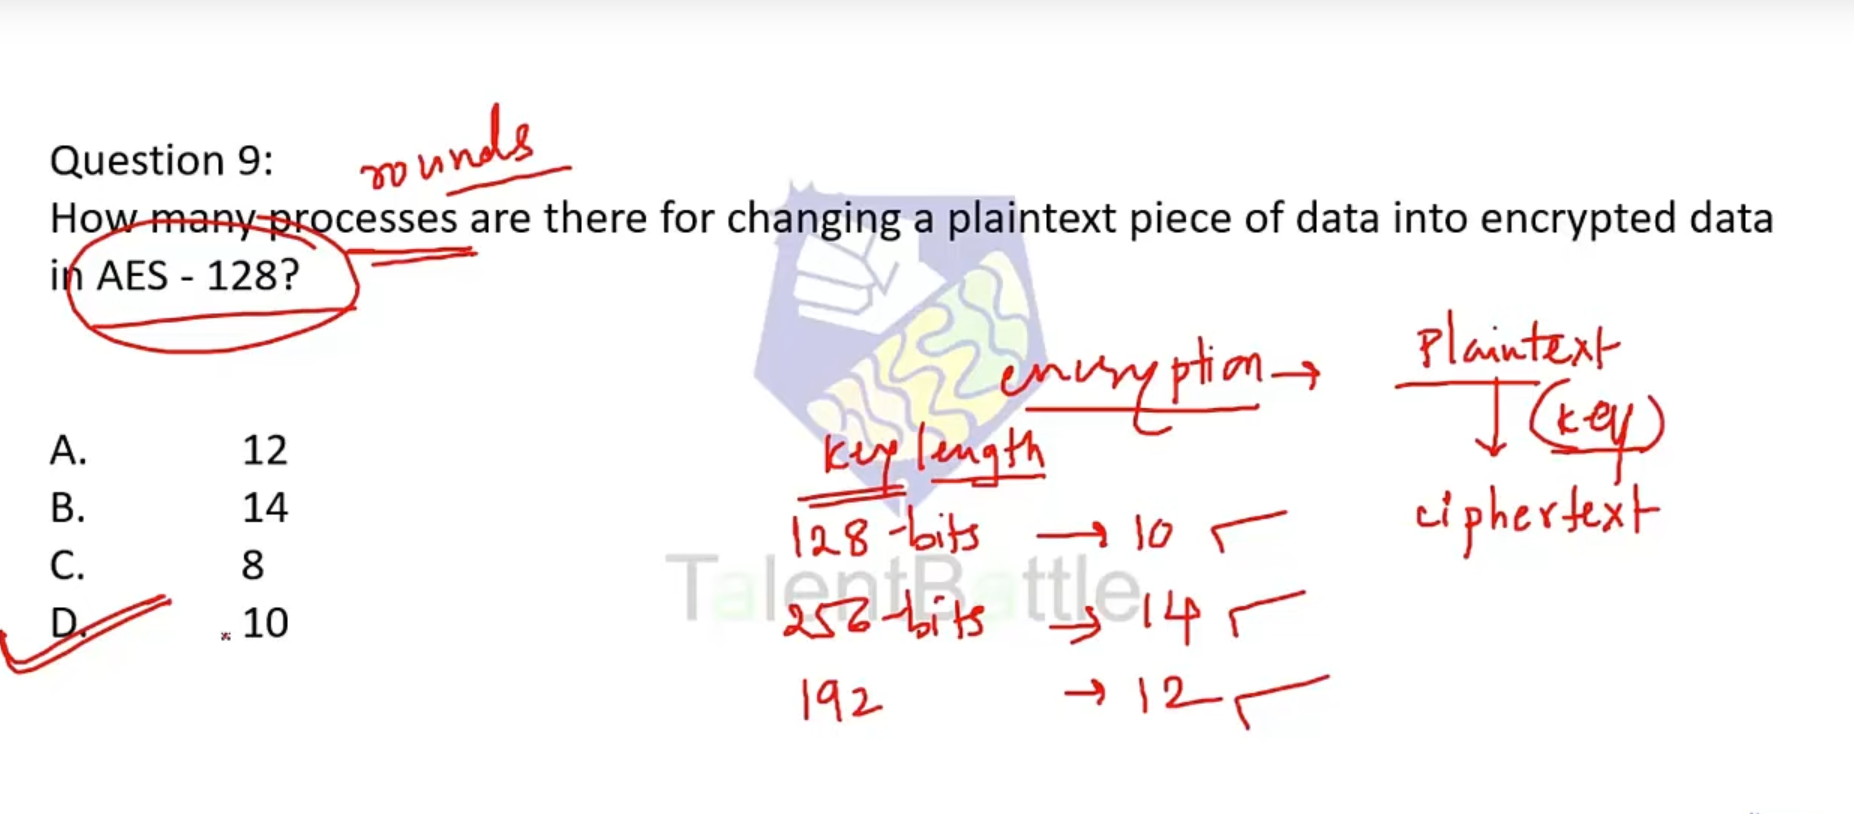 Question 9:
rounds
How many processes are there for changing a plaintext piece of data into encrypted data
in AES - 128?
encryption → Plaintext
↓ (key)
ciphertext
key length
128-bits → 10
256-bits → 14
192 → 12
A. 12
B. 14
C. 8
D. 10
TalentBattle